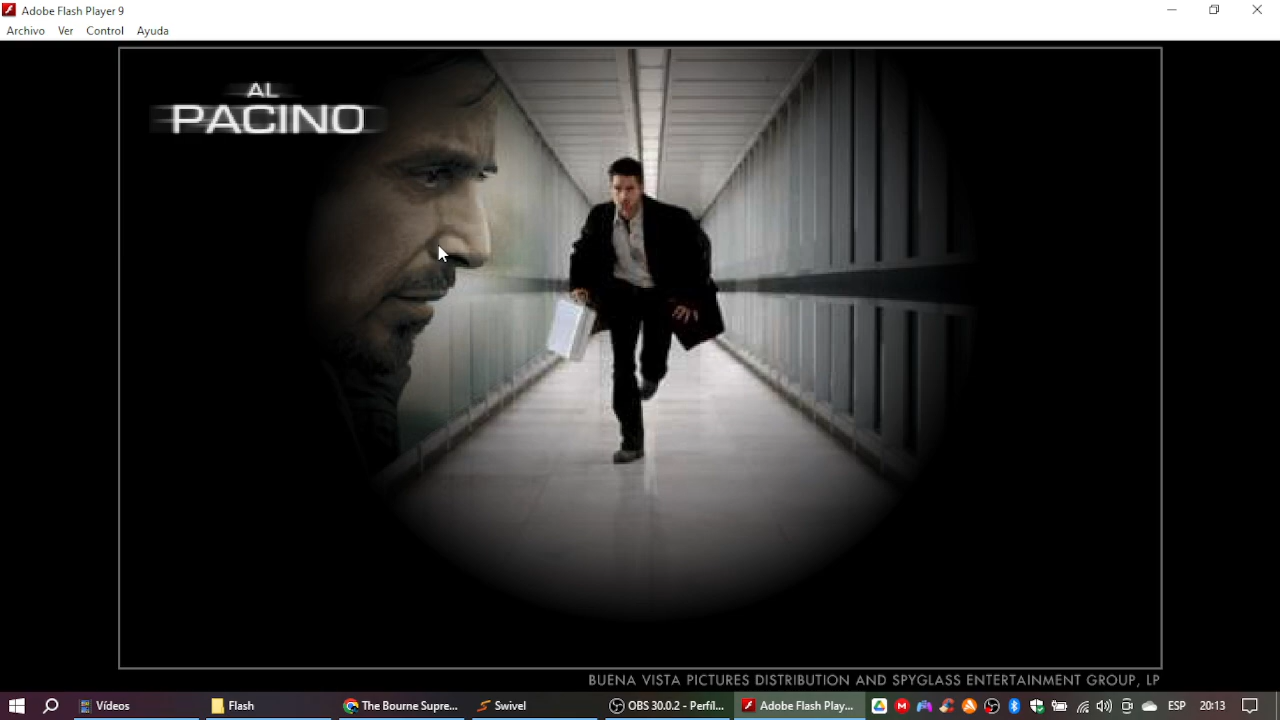 Adobe Flash Player 9
Archivo Ver Control Ayuda
AL
PACINO
BUENA VISTA PICTURES DISTRIBUTION AND SPYGLASS ENTERTAINMENT GROUP, LP
Vídeos Flash The Bourne Supre... Swivel OBS 30.0.2 - Perfil... Adobe Flash Play... ESP 20:13